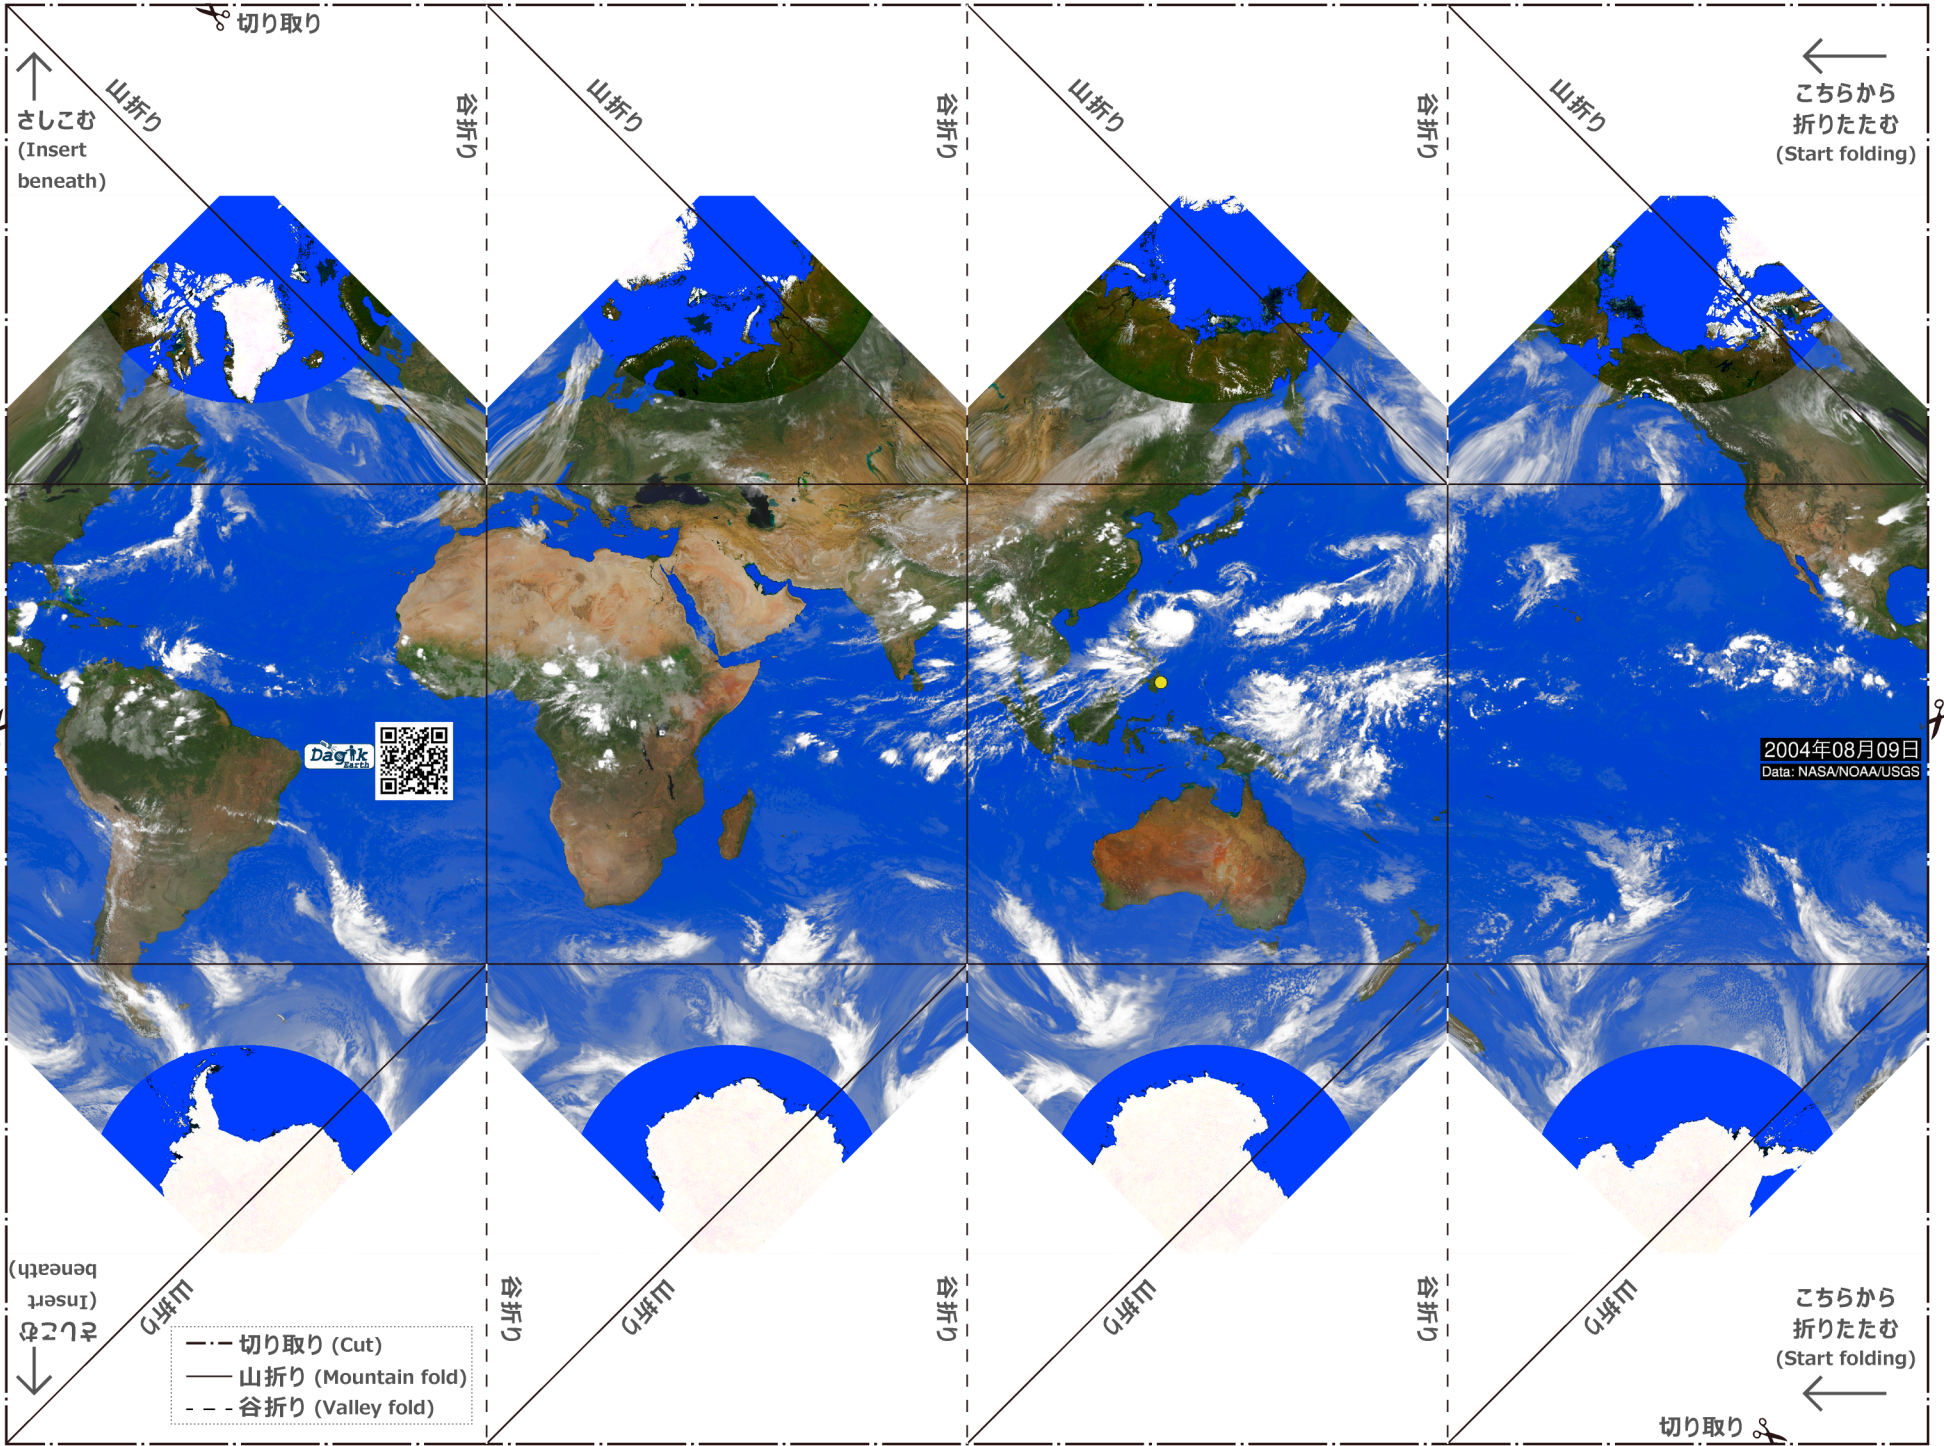 切り取り
山折り
谷折り
山折り
谷折り
山折り
谷折り
山折り
さしこむ
(Insert
beneath)
こちらから
折りたたむ
(Start folding)
Dagik
Earth
2004年08月09日
Data: NASA/NOAA/USGS
さしこむ
(Insert
beneath)
山折り
谷折り
山折り
谷折り
山折り
谷折り
山折り
こちらから
折りたたむ
(Start folding)
切り取り (Cut)
山折り (Mountain fold)
谷折り (Valley fold)
切り取り